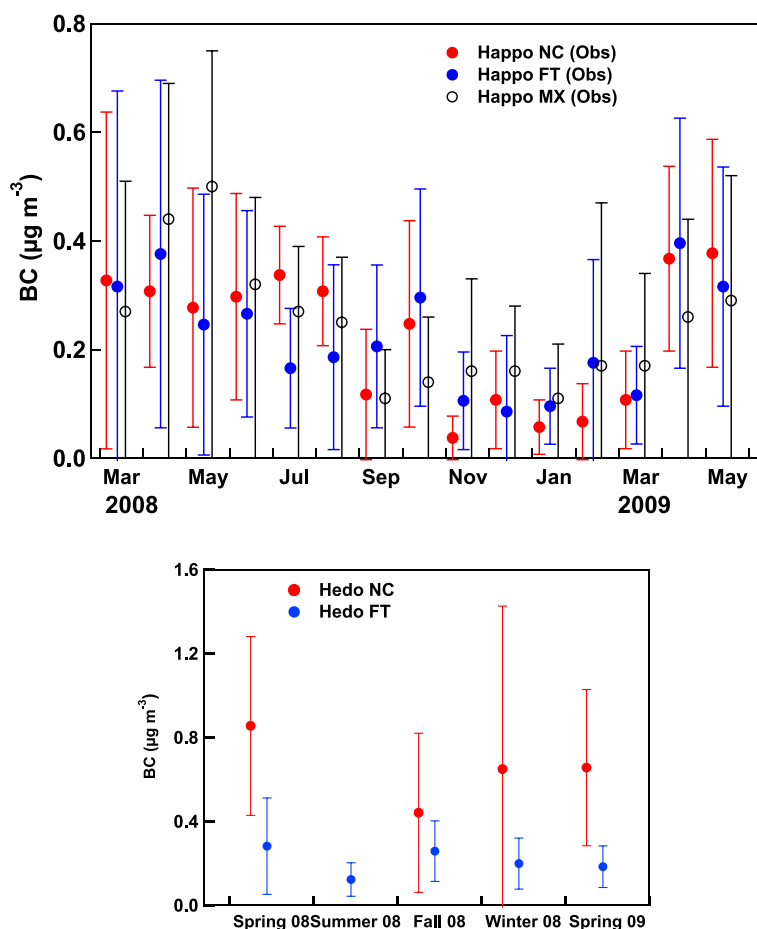 0.8
Happo NC (Obs)
Happo FT (Obs)
Happo MX (Obs)
0.6
BC (µg m⁻³)
0.4
0.2
0.0
Mar May Jul Sep Nov Jan Mar May
2008 2009
1.6
Hedo NC
Hedo FT
1.2
BC (µg m⁻³)
0.8
0.4
0.0
Spring 08 Summer 08 Fall 08 Winter 08 Spring 09